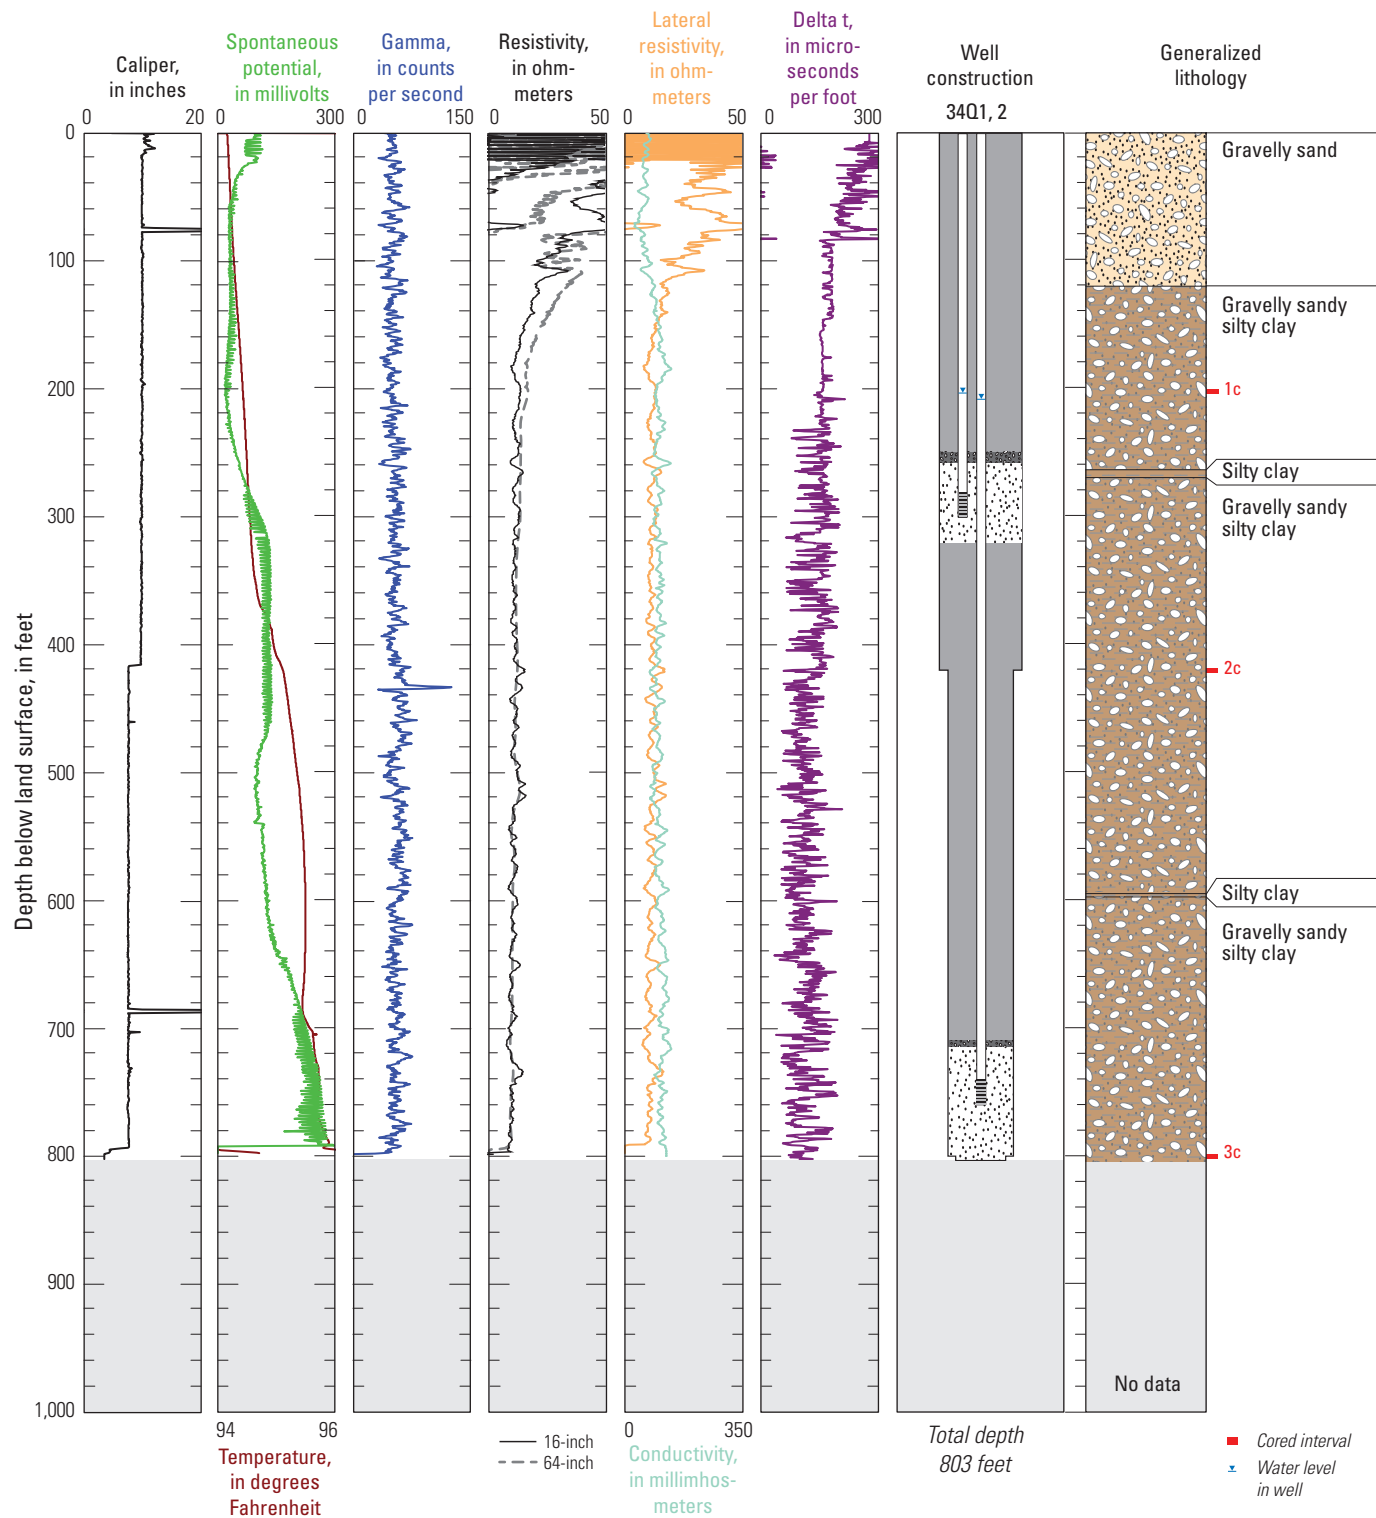 Caliper,
in inches
0 20
Spontaneous
potential,
in millivolts
0 300
Gamma,
in counts
per second
0 150
Resistivity,
in ohm-
meters
0 50
Lateral
resistivity,
in ohm-
meters
0 50
Delta t,
in micro-
seconds
per foot
0 300
Well
construction
34Q1, 2
Generalized
lithology
Depth below land surface, in feet
0
100
200
300
400
500
600
700
800
900
1,000
Gravelly sand
Gravelly sandy
silty clay
1c
Silty clay
Gravelly sandy
silty clay
2c
Silty clay
Gravelly sandy
silty clay
3c
No data
94 96
Temperature,
in degrees
Fahrenheit
16-inch
64-inch
0 350
Conductivity,
in millimhos-
meters
Total depth
803 feet
Cored interval
Water level
in well